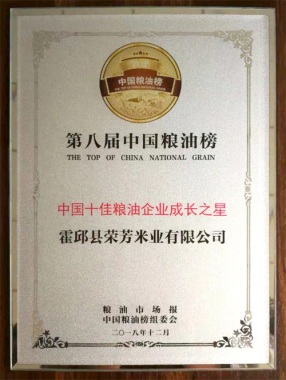 中国粮油榜
第八届中国粮油榜
THE TOP OF CHINA NATIONAL GRAIN
中国十佳粮油企业成长之星
霍邱县荣芳米业有限公司
粮油市场报
中国粮油榜组委会
二〇一八年十二月